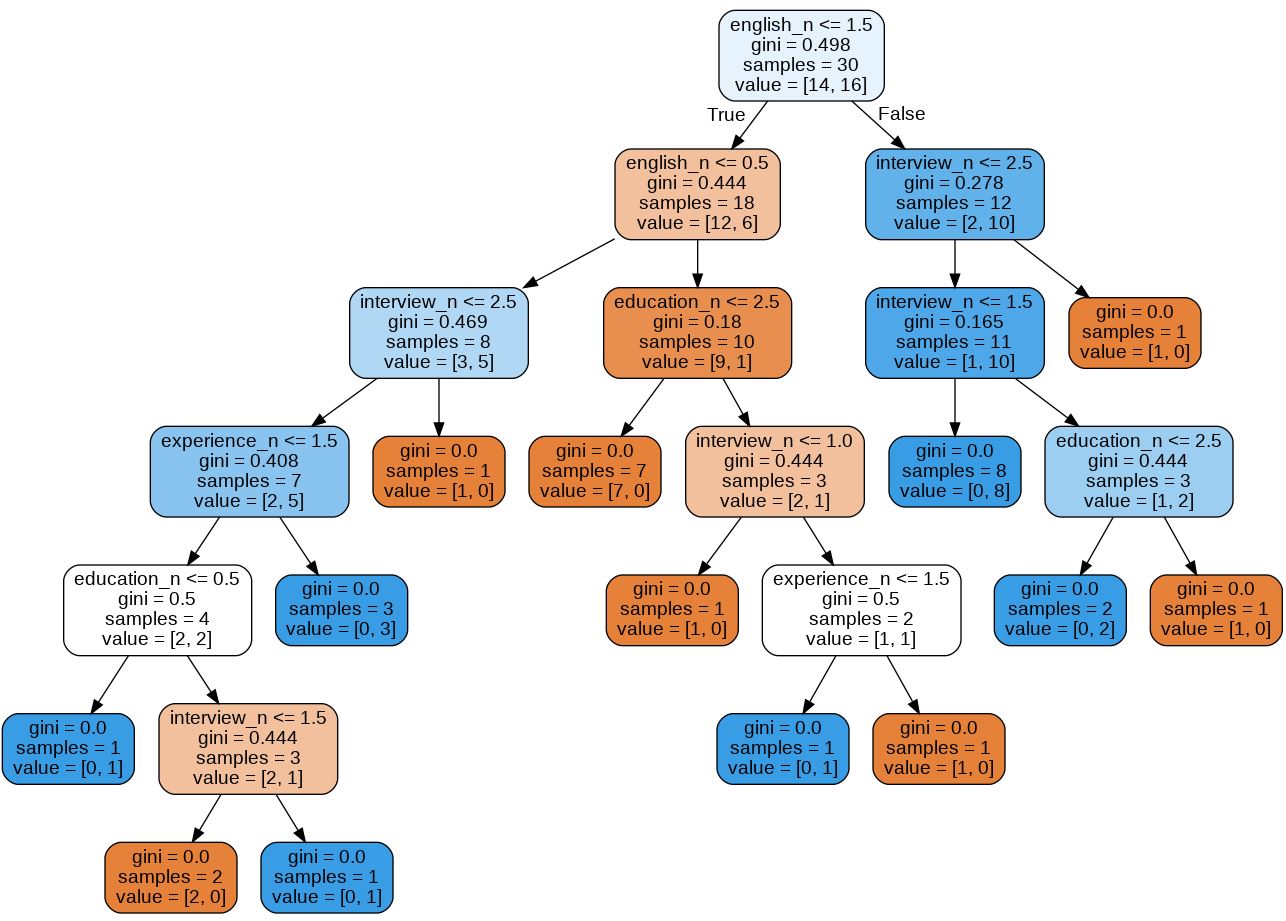 english_n <= 1.5
gini = 0.498
samples = 30
value = [14, 16]
True
False
english_n <= 0.5
gini = 0.444
samples = 18
value = [12, 6]
interview_n <= 2.5
gini = 0.278
samples = 12
value = [2, 10]
interview_n <= 2.5
gini = 0.469
samples = 8
value = [3, 5]
education_n <= 2.5
gini = 0.18
samples = 10
value = [9, 1]
interview_n <= 1.5
gini = 0.165
samples = 11
value = [1, 10]
gini = 0.0
samples = 1
value = [1, 0]
experience_n <= 1.5
gini = 0.408
samples = 7
value = [2, 5]
gini = 0.0
samples = 1
value = [1, 0]
gini = 0.0
samples = 7
value = [7, 0]
interview_n <= 1.0
gini = 0.444
samples = 3
value = [2, 1]
gini = 0.0
samples = 8
value = [0, 8]
education_n <= 2.5
gini = 0.444
samples = 3
value = [1, 2]
education_n <= 0.5
gini = 0.5
samples = 4
value = [2, 2]
gini = 0.0
samples = 3
value = [0, 3]
gini = 0.0
samples = 1
value = [1, 0]
experience_n <= 1.5
gini = 0.5
samples = 2
value = [1, 1]
gini = 0.0
samples = 2
value = [0, 2]
gini = 0.0
samples = 1
value = [1, 0]
gini = 0.0
samples = 1
value = [0, 1]
interview_n <= 1.5
gini = 0.444
samples = 3
value = [2, 1]
gini = 0.0
samples = 1
value = [0, 1]
gini = 0.0
samples = 1
value = [1, 0]
gini = 0.0
samples = 2
value = [2, 0]
gini = 0.0
samples = 1
value = [0, 1]